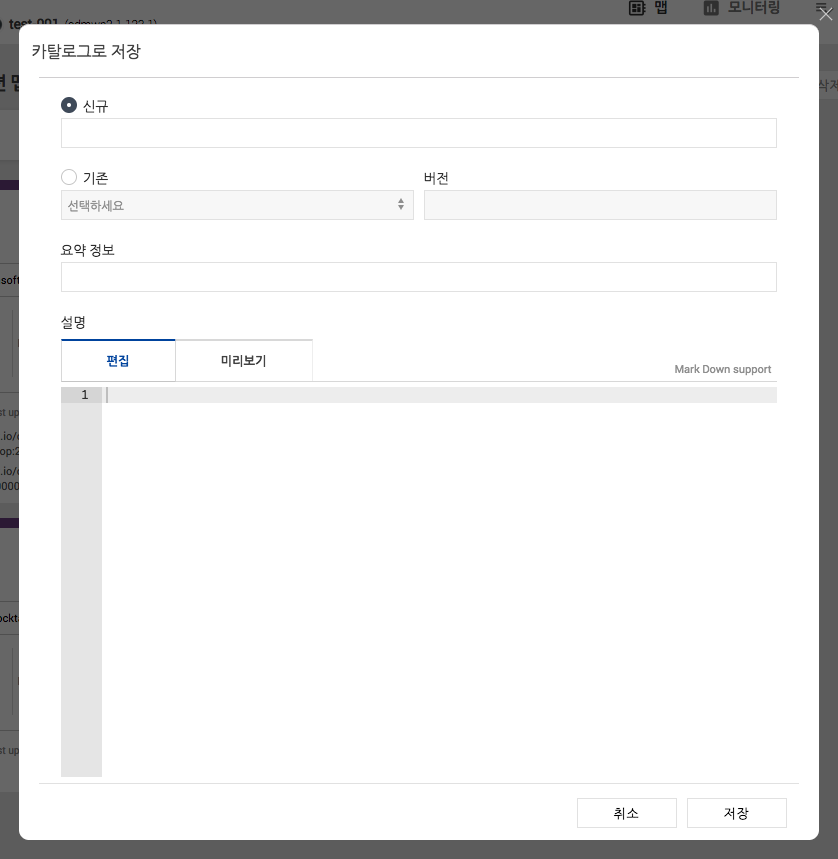 test-001
맵
모니터링
카탈로그로 저장
신규
기존
버전
선택하세요
요약 정보
설명
편집
미리보기
Mark Down support
1
취소
저장